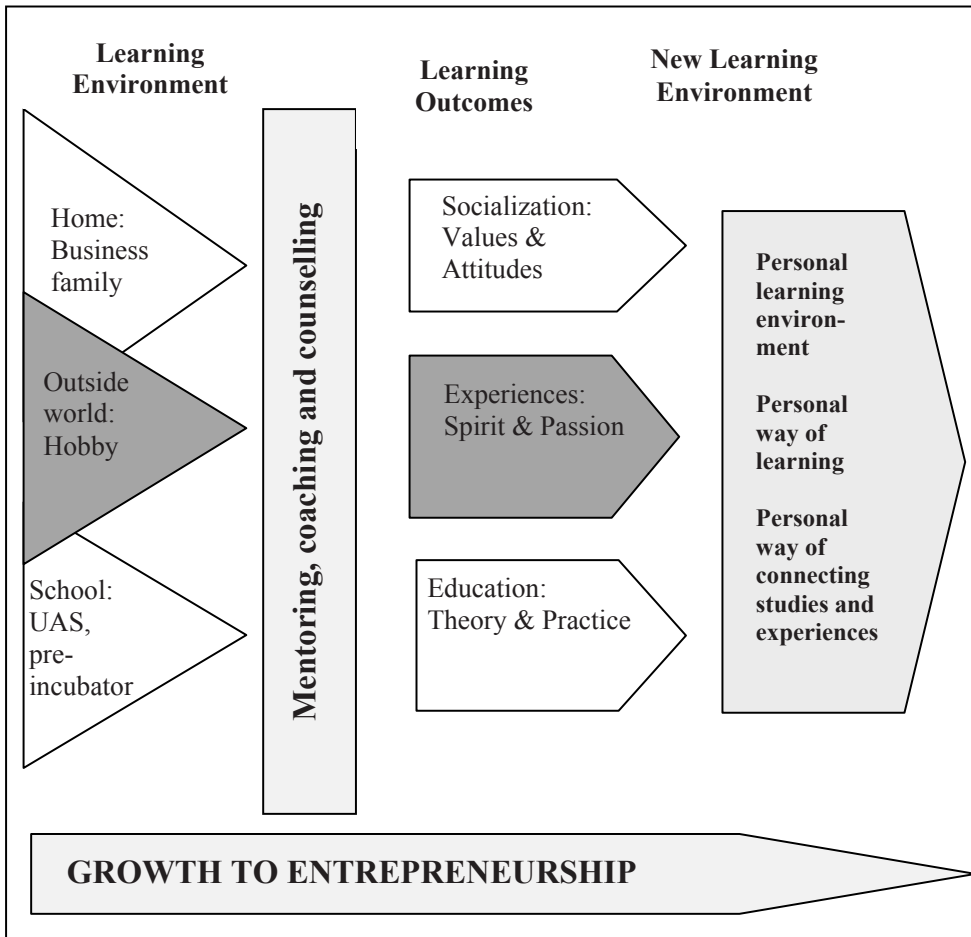 Learning
Environment
Learning
Outcomes
New Learning
Environment
Home:
Business
family
Outside
world:
Hobby
School:
UAS,
pre-
incubator
Mentoring, coaching and counselling
Socialization:
Values &
Attitudes
Experiences:
Spirit & Passion
Education:
Theory & Practice
Personal
learning
environ-
ment
Personal
way of
learning
Personal
way of
connecting
studies and
experiences
GROWTH TO ENTREPRENEURSHIP